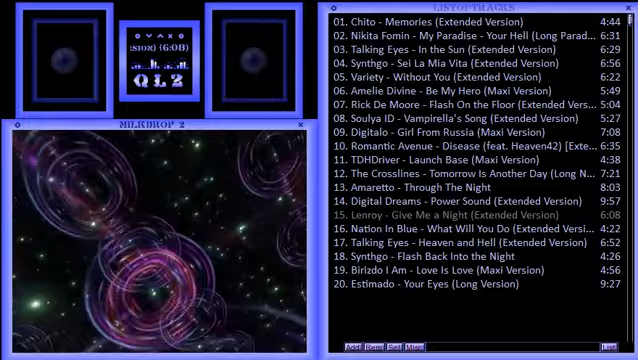 LISTOFTRACKS
SION) (6:08)
QL2
MILKDROP 2
01. Chito - Memories (Extended Version) 4:44
02. Nikita Fomin - My Paradise - Your Hell (Long Parad... 6:31
03. Talking Eyes - In the Sun (Extended Version) 6:29
04. Synthgo - Sei La Mia Vita (Extended Version) 6:56
05. Variety - Without You (Extended Version) 6:22
06. Amelie Divine - Be My Hero (Maxi Version) 5:49
07. Rick De Moore - Flash On the Floor (Extended Vers... 5:04
08. Soulya ID - Vampirella's Song (Extended Version) 5:27
09. Digitalo - Girl From Russia (Maxi Version) 7:08
10. Romantic Avenue - Disease (feat. Heaven42) [Exte... 6:35
11. TDHDriver - Launch Base (Maxi Version) 4:38
12. The Crosslines - Tomorrow Is Another Day (Long N... 7:21
13. Amaretto - Through The Night 8:03
14. Digital Dreams - Power Sound (Extended Version) 9:57
15. Lenroy - Give Me a Night (Extended Version) 6:08
16. Nation In Blue - What Will You Do (Extended Versi... 4:22
17. Talking Eyes - Heaven and Hell (Extended Version) 6:52
18. Synthgo - Flash Back Into the Night 4:26
19. Birizdo I Am - Love Is Love (Maxi Version) 4:56
20. Estimado - Your Eyes (Long Version) 9:27
Add Rem Sel Misc List